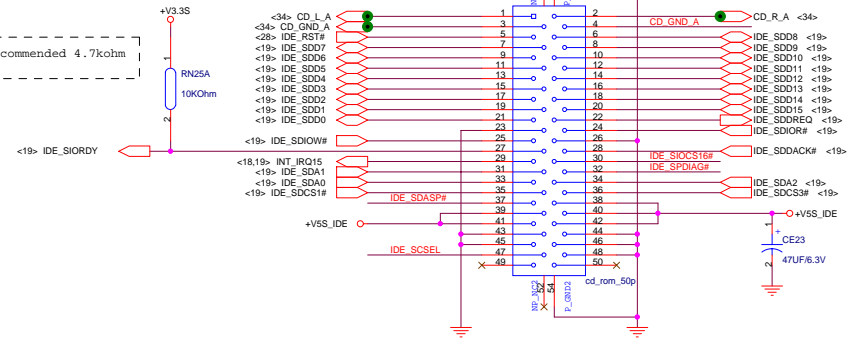 +V3.3S
commended 4.7kohm
1
RN25A
10KOhm
2
<34> CD_L_A 1 2 CD_R_A <34>
<34> CD_GND_A 3 4 CD_GND_A
<28> IDE_RST# 5 6 IDE_SDD8 <19>
<19> IDE_SDD7 7 8 IDE_SDD9 <19>
<19> IDE_SDD6 9 10 IDE_SDD10 <19>
<19> IDE_SDD5 11 12 IDE_SDD11 <19>
<19> IDE_SDD4 13 14 IDE_SDD12 <19>
<19> IDE_SDD3 15 16 IDE_SDD13 <19>
<19> IDE_SDD2 17 18 IDE_SDD14 <19>
<19> IDE_SDD1 19 20 IDE_SDD15 <19>
<19> IDE_SDD0 21 22 IDE_SDDREQ <19>
23 24 IDE_SDIOR# <19>
<19> IDE_SDIOW# 25 26
<19> IDE_SIORDY 27 28 IDE_SDDACK# <19>
<18,19> INT_IRQ15 29 30 IDE_SIOCS16#
<19> IDE_SDA1 31 32 IDE_SPDIAG#
<19> IDE_SDA0 33 34 IDE_SDA2 <19>
<19> IDE_SDCS1# 35 36 IDE_SDCS3# <19>
IDE_SDASP# 37 38
39 40 +V5S_IDE
+V5S_IDE 41 42
43 44
45 46
IDE_SCSEL 47 48
49 50
1
+
CE23
47UF/6.3V
2
cd_rom_50p
NP_NC2
52
54
P_GND2